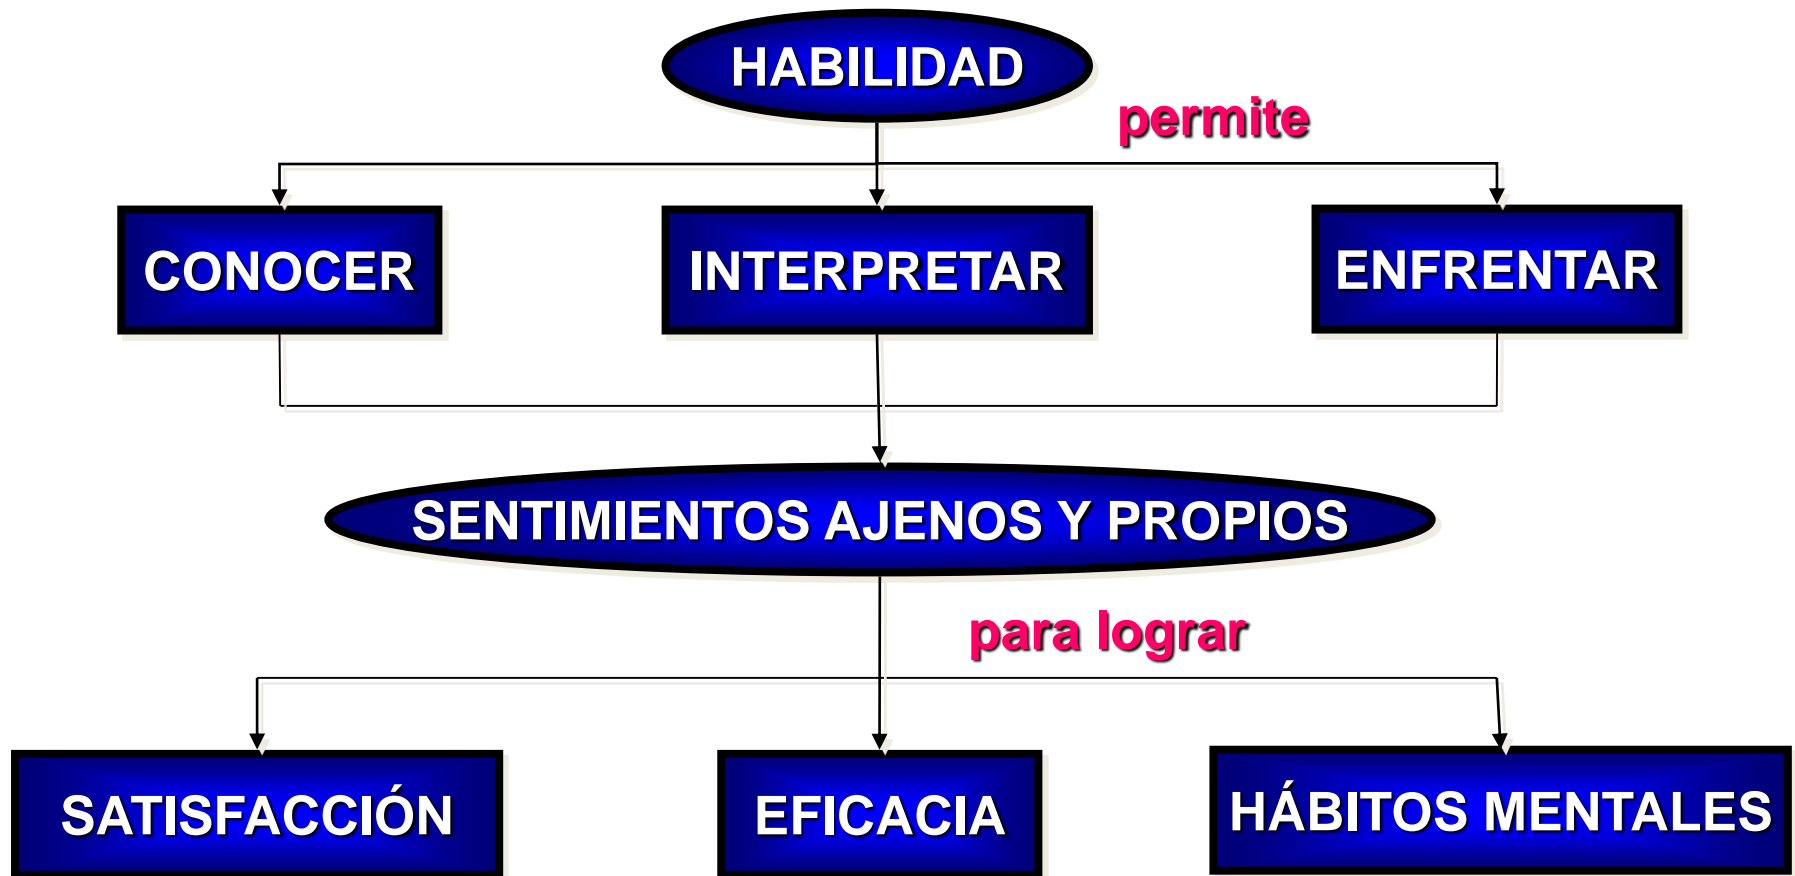 HABILIDAD
permite
CONOCER
INTERPRETAR
ENFRENTAR
SENTIMIENTOS AJENOS Y PROPIOS
para lograr
SATISFACCIÓN
EFICACIA
HÁBITOS MENTALES